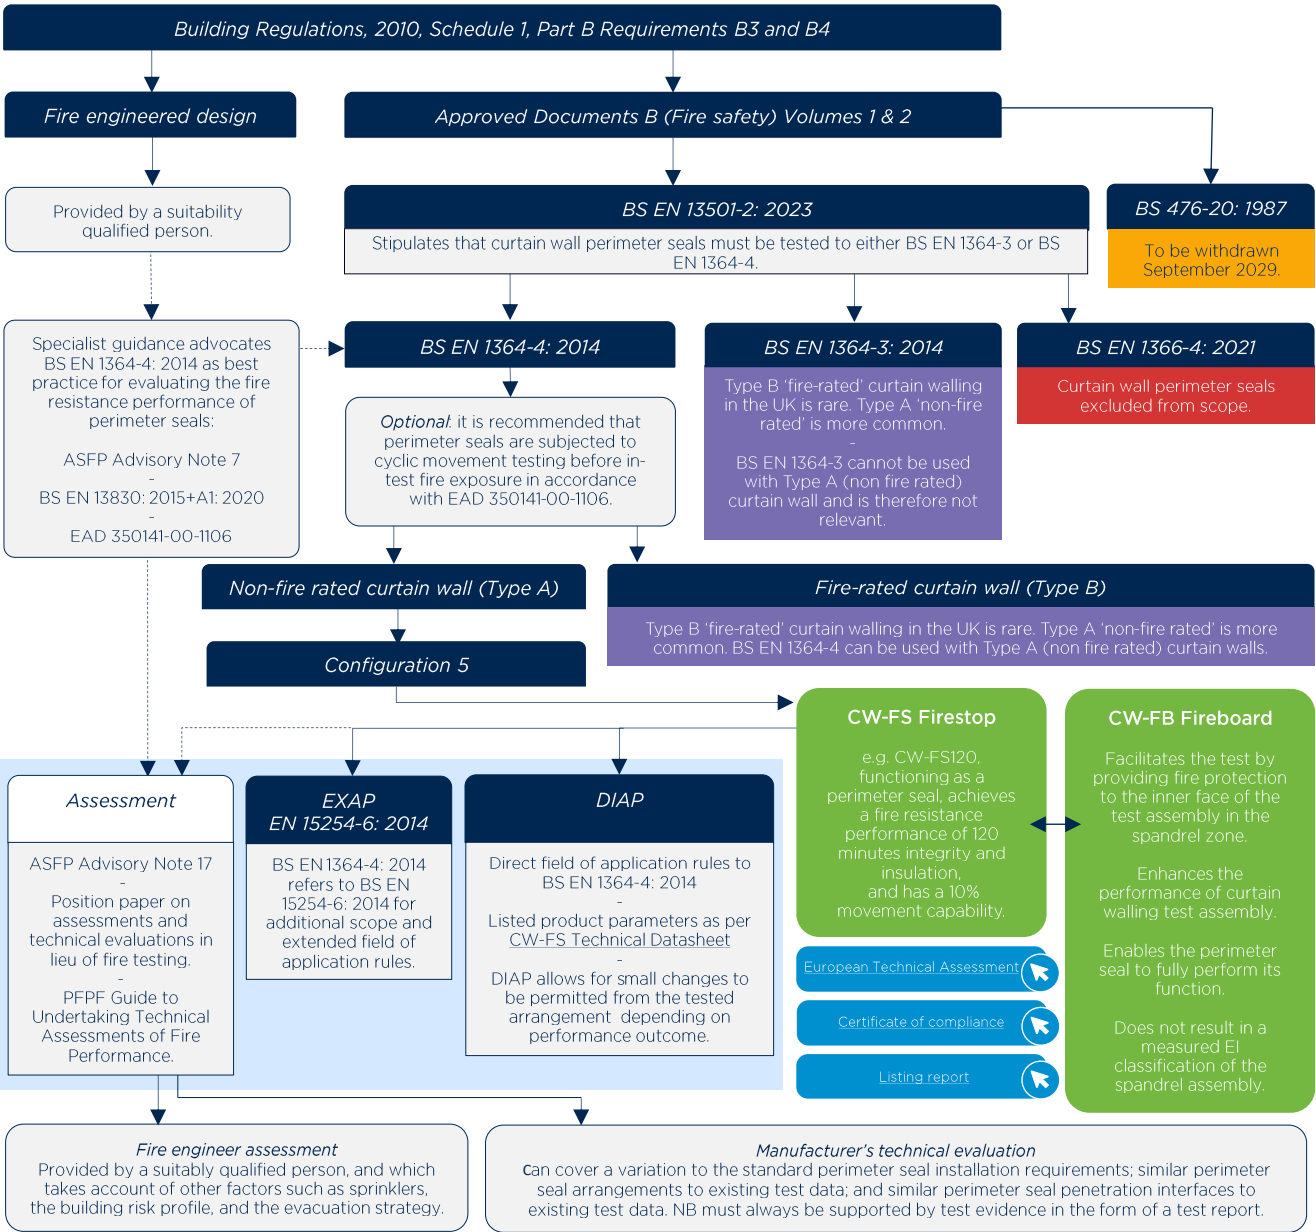 Building Regulations, 2010, Schedule 1, Part B Requirements B3 and B4
Fire engineered design
Approved Documents B (Fire safety) Volumes 1 & 2
Provided by a suitability
qualified person.
BS EN 13501-2: 2023
Stipulates that curtain wall perimeter seals must be tested to either BS EN 1364-3 or BS
EN 1364-4.
BS 476-20: 1987
To be withdrawn
September 2029.
Specialist guidance advocates
BS EN 1364-4: 2014 as best
practice for evaluating the fire
resistance performance of
perimeter seals:
ASFP Advisory Note 7
-
BS EN 13830: 2015+A1: 2020
-
EAD 350141-00-1106
BS EN 1364-4: 2014
Optional: it is recommended that
perimeter seals are subjected to
cyclic movement testing before in-
test fire exposure in accordance
with EAD 350141-00-1106.
BS EN 1364-3: 2014
Type B ‘fire-rated’ curtain walling
in the UK is rare. Type A ‘non-fire
rated’ is more common.
-
BS EN 1364-3 cannot be used
with Type A (non fire rated)
curtain wall and is therefore not
relevant.
BS EN 1366-4: 2021
Curtain wall perimeter seals
excluded from scope.
Non-fire rated curtain wall (Type A)
Fire-rated curtain wall (Type B)
Type B ‘fire-rated’ curtain walling in the UK is rare. Type A ‘non-fire rated’ is more
common. BS EN 1364-4 can be used with Type A (non fire rated) curtain walls.
Configuration 5
CW-FS Firestop
e.g. CW-FS120,
functioning as a
perimeter seal, achieves
a fire resistance
performance of 120
minutes integrity and
insulation,
and has a 10%
movement capability.
CW-FB Fireboard
Facilitates the test by
providing fire protection
to the inner face of the
test assembly in the
spandrel zone.
Enhances the
performance of curtain
walling test assembly.
Enables the perimeter
seal to fully perform its
function.
Does not result in a
measured EI
classification of the
spandrel assembly.
European Technical Assessment
Certificate of compliance
Listing report
Assessment
ASFP Advisory Note 17
-
Position paper on
assessments and
technical evaluations in
lieu of fire testing.
-
PFPF Guide to
Undertaking Technical
Assessments of Fire
Performance.
EXAP
EN 15254-6: 2014
BS EN1364-4: 2014
refers to BS EN
15254-6: 2014 for
additional scope and
extended field of
application rules.
DIAP
Direct field of application rules to
BS EN 1364-4: 2014
-
Listed product parameters as per
CW-FS Technical Datasheet
-
DIAP allows for small changes to
be permitted from the tested
arrangement depending on
performance outcome.
Fire engineer assessment
Provided by a suitably qualified person, and which
takes account of other factors such as sprinklers,
the building risk profile, and the evacuation strategy.
Manufacturer’s technical evaluation
can cover a variation to the standard perimeter seal installation requirements; similar perimeter
seal arrangements to existing test data; and similar perimeter seal penetration interfaces to
existing test data. NB must always be supported by test evidence in the form of a test report.